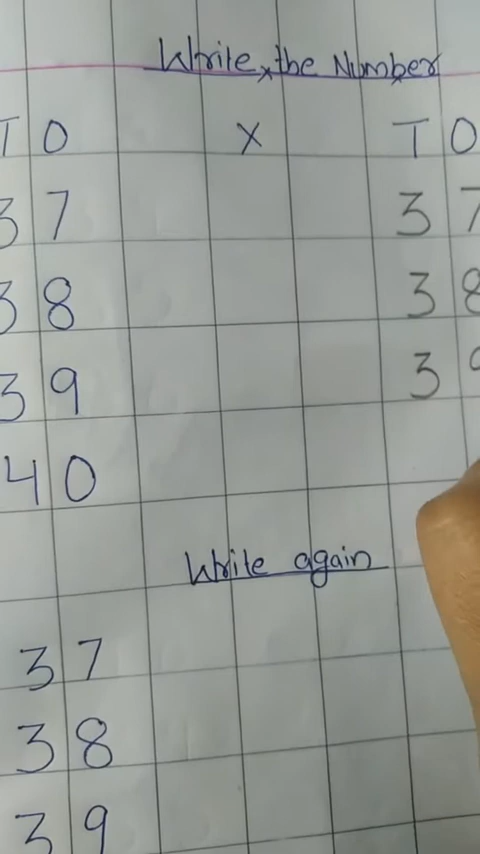 Write the Number
T O X T O
3 7 3 7
3 8 3 8
3 9 3 9
4 0
Write again
3 7
3 8
3 9